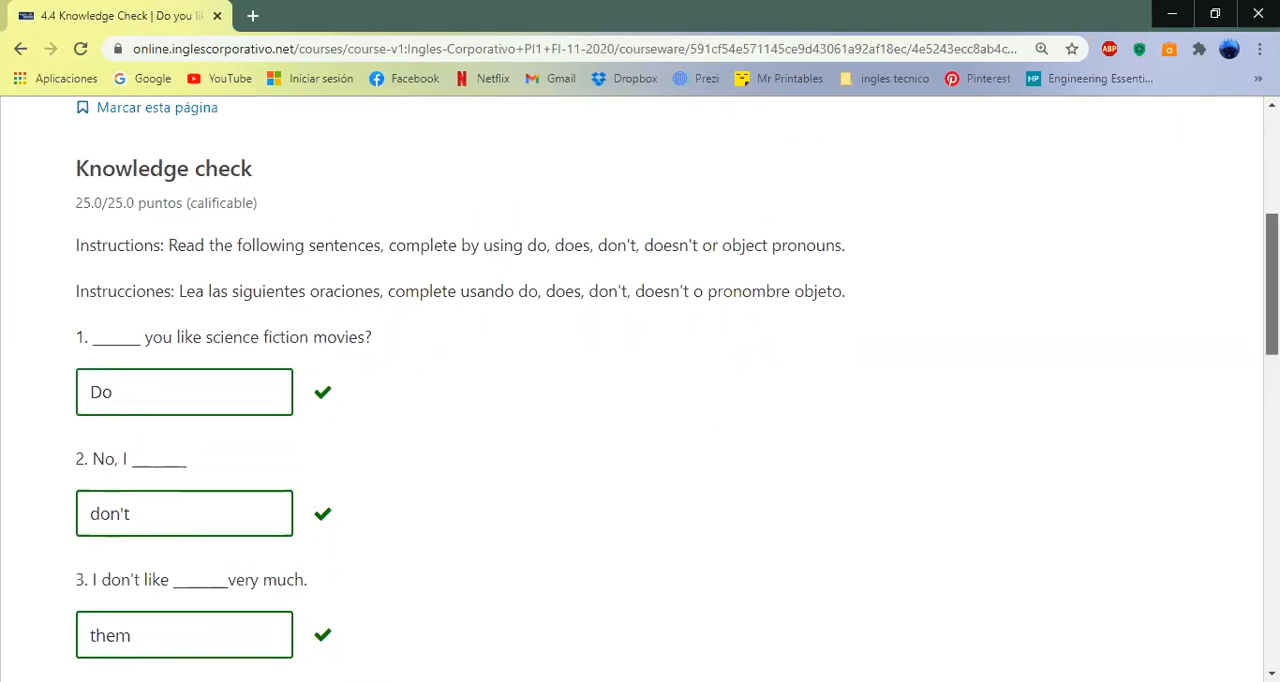 4.4 Knowledge Check | Do you li
online.inglescorporativo.net/courses/course-v1:Ingles-Corporativo+PI1+FI-11-2020/courseware/591cf54e571145ce9d43061a92af18ec/4e5243ecc8ab4c...
ABP
Aplicaciones Google YouTube Iniciar sesión Facebook Netflix Gmail Dropbox Prezi Mr Printables ingles tecnico Pinterest HP Engineering Essenti... »
Marcar esta página
Knowledge check
25.0/25.0 puntos (calificable)
Instructions: Read the following sentences, complete by using do, does, don't, doesn't or object pronouns.
Instrucciones: Lea las siguientes oraciones, complete usando do, does, don't, doesn't o pronombre objeto.
1. ______ you like science fiction movies?
Do
2. No, I _______
don't
3. I don't like _______very much.
them